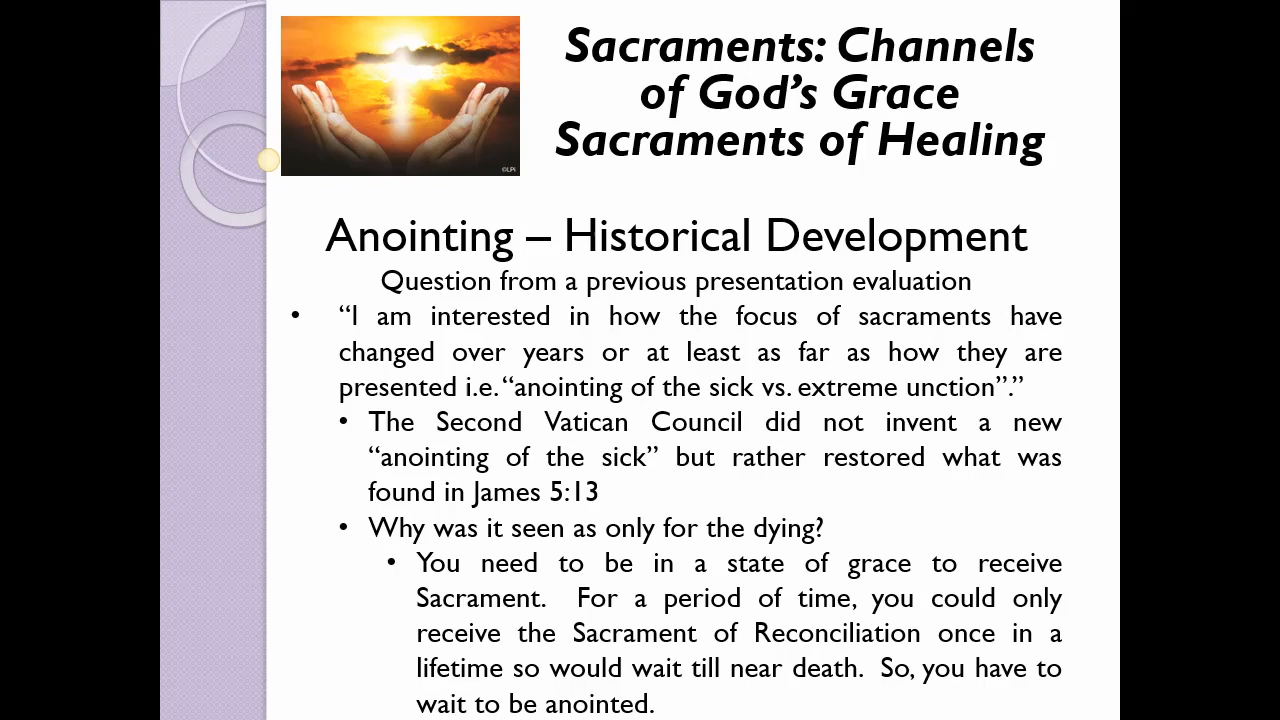 Sacraments: Channels
of God’s Grace
Sacraments of Healing
©LPi
Anointing – Historical Development
Question from a previous presentation evaluation
• “I am interested in how the focus of sacraments have
changed over years or at least as far as how they are
presented i.e. “anointing of the sick vs. extreme unction”.”
• The Second Vatican Council did not invent a new
“anointing of the sick” but rather restored what was
found in James 5:13
• Why was it seen as only for the dying?
• You need to be in a state of grace to receive
Sacrament. For a period of time, you could only
receive the Sacrament of Reconciliation once in a
lifetime so would wait till near death. So, you have to
wait to be anointed.